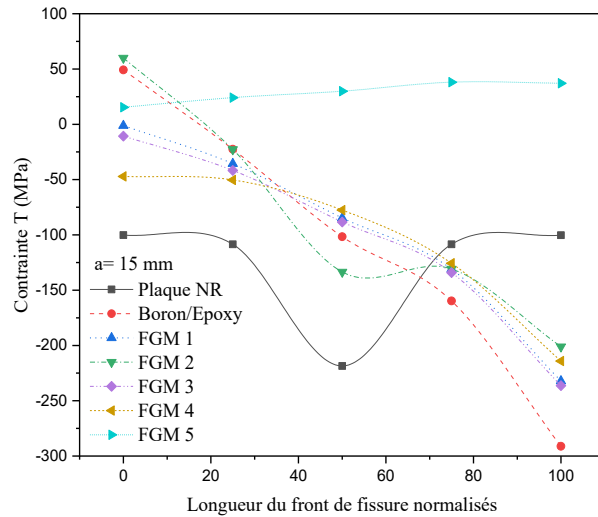 100
50
0
-50
-100
-150
-200
-250
-300
Contrainte T (MPa)
a= 15 mm
Plaque NR
Boron/Epoxy
FGM 1
FGM 2
FGM 3
FGM 4
FGM 5
0 20 40 60 80 100
Longueur du front de fissure normalisés